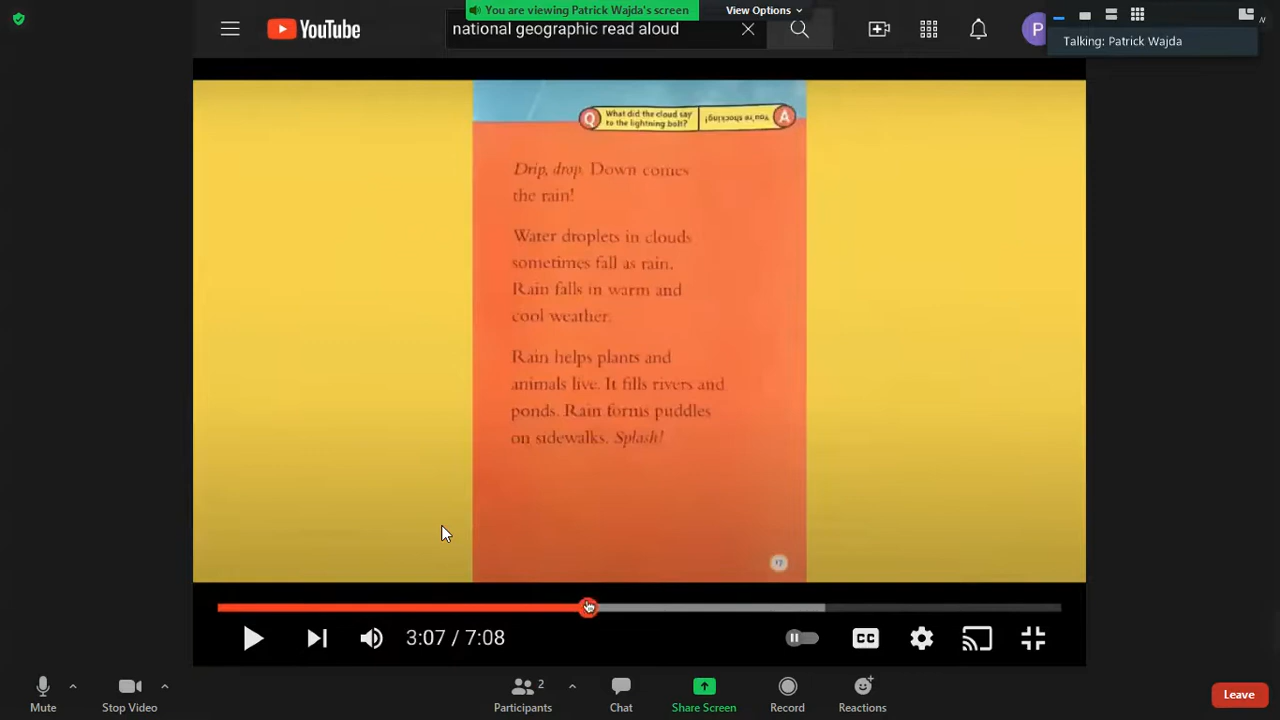 You are viewing Patrick Wajda's screen
View Options
YouTube
national geographic read aloud
P
Talking: Patrick Wajda
Q
What did the cloud say
to the lightning bolt?
You're shocking!
A
Drip, drop. Down comes
the rain!
Water droplets in clouds
sometimes fall as rain.
Rain falls in warm and
cool weather.
Rain helps plants and
animals live. It fills rivers and
ponds. Rain forms puddles
on sidewalks. Splash!
17
3:07 / 7:08
CC
Mute
Stop Video
2
Participants
Chat
Share Screen
Record
Reactions
Leave